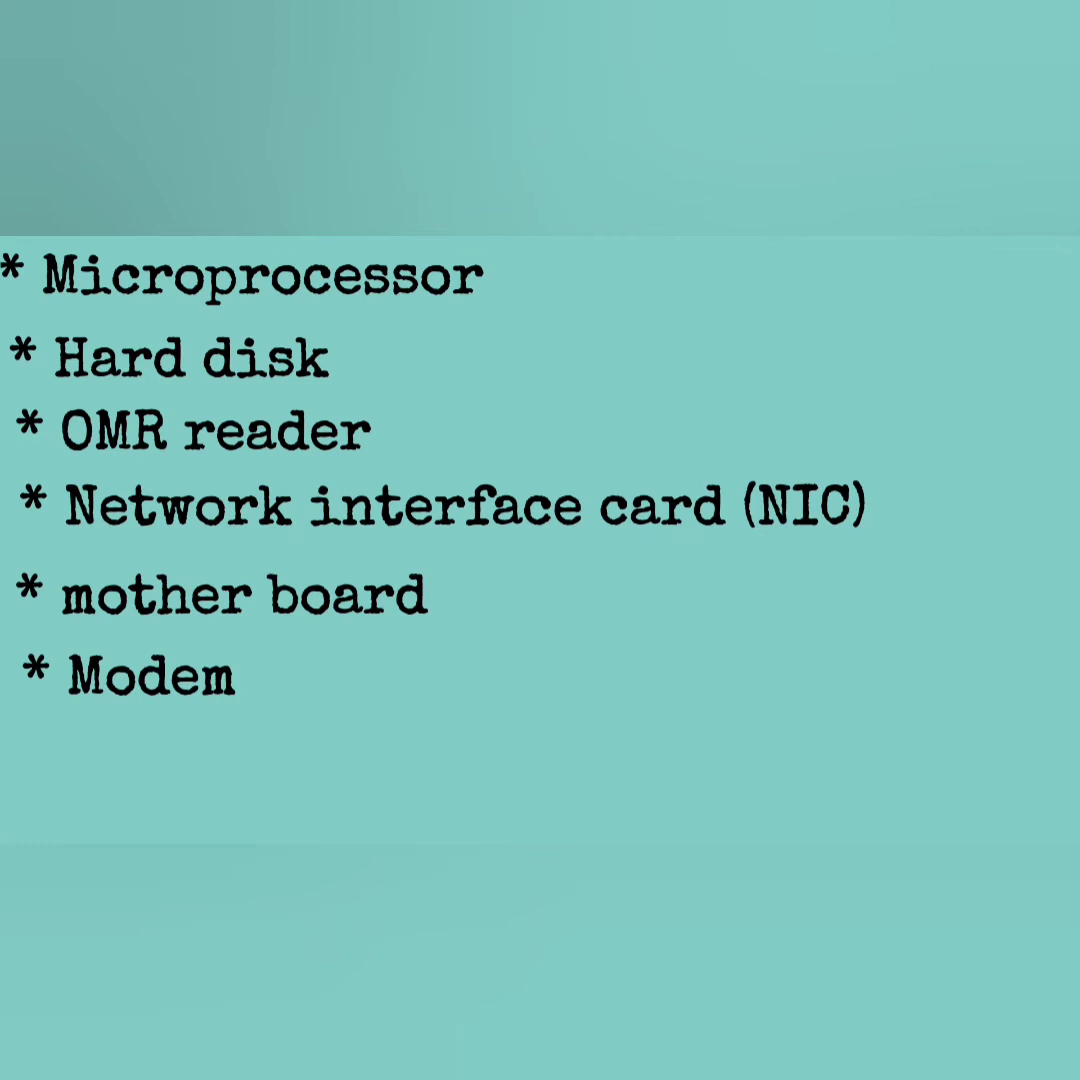 * Microprocessor
* Hard disk
* OMR reader
* Network interface card (NIC)
* mother board
* Modem